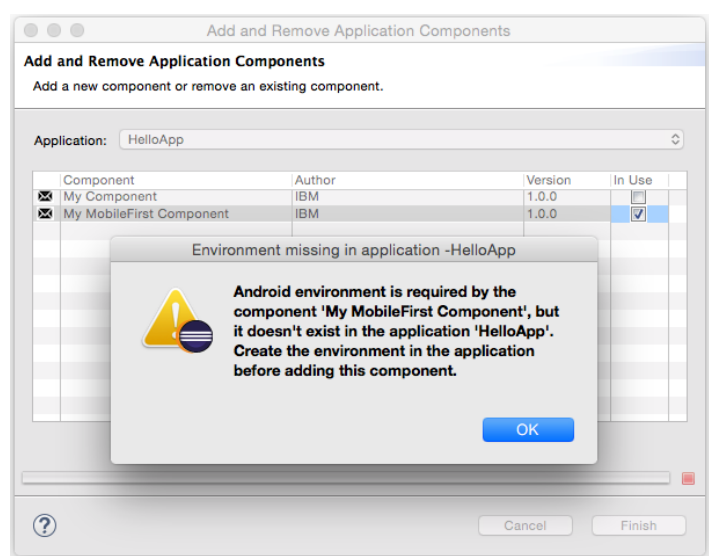 Add and Remove Application Components
Add and Remove Application Components
Add a new component or remove an existing component.
Application: HelloApp
Component Author Version In Use
My Component IBM 1.0.0
My MobileFirst Component IBM 1.0.0
Environment missing in application -HelloApp
Android environment is required by the
component 'My MobileFirst Component', but
it doesn't exist in the application 'HelloApp'.
Create the environment in the application
before adding this component.
OK
?
Cancel Finish